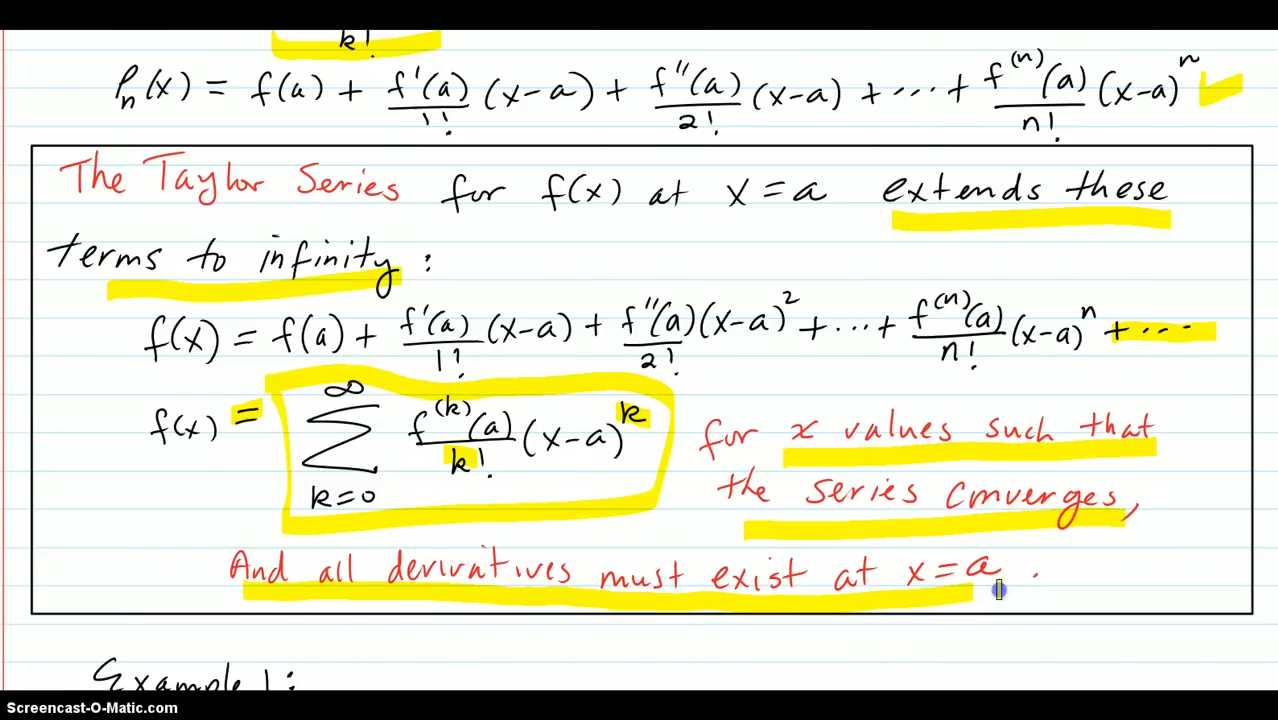 k!
Pₙ(x) = f(a) + f'(a)/1! (x-a) + f''(a)/2! (x-a) + ... + f⁽ⁿ⁾(a)/n! (x-a)ⁿ
The Taylor Series for f(x) at x = a extends these
terms to infinity :
f(x) = f(a) + f'(a)/1! (x-a) + f''(a)/2! (x-a)² + ... + f⁽ⁿ⁾(a)/n! (x-a)ⁿ + ...
f(x) = ∑_{k=0}^{∞} f⁽ᵏ⁾(a)/k! (x-a)ᵏ for x values such that
the series converges,
And all derivatives must exist at x = a .
Example 1:
Screencast-O-Matic.com